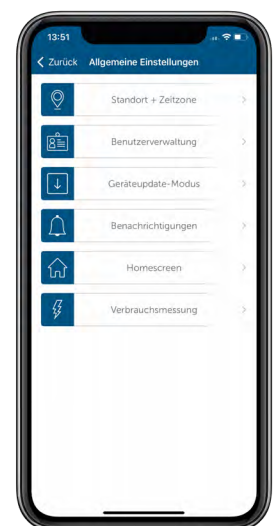 13:51
Zurück Allgemeine Einstellungen
Standort + Zeitzone
Benutzerverwaltung
Geräteupdate-Modus
Benachrichtigungen
Homescreen
Verbrauchsmessung